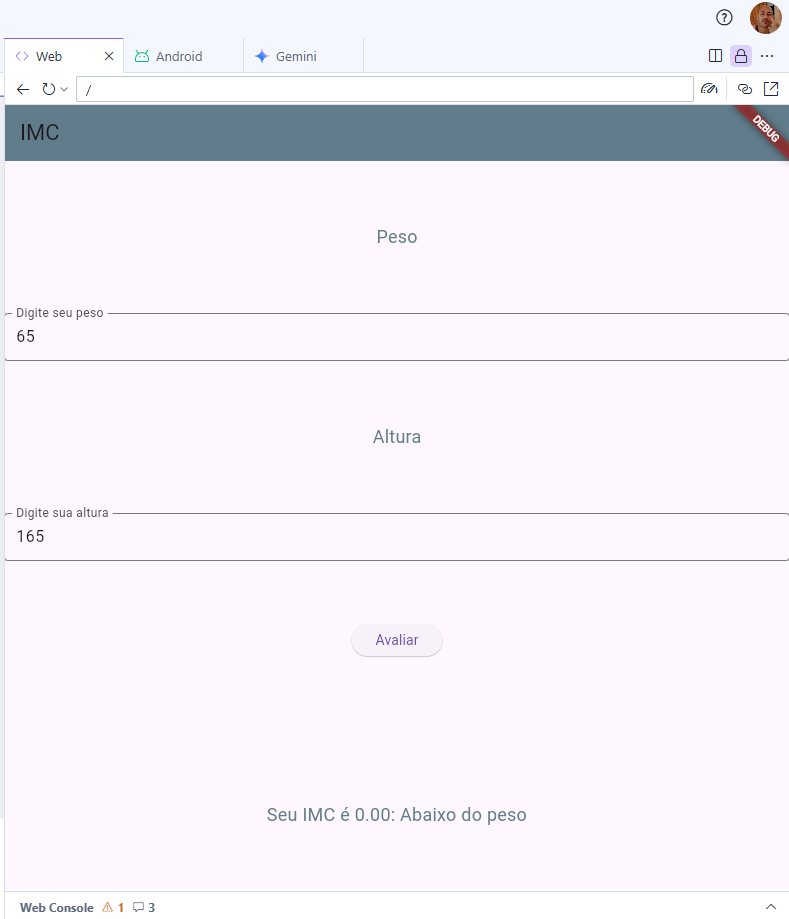 Web
Android
Gemini
/
IMC
DEBUG
Peso
Digite seu peso
65
Altura
Digite sua altura
165
Avaliar
Seu IMC é 0.00: Abaixo do peso
Web Console 1 3